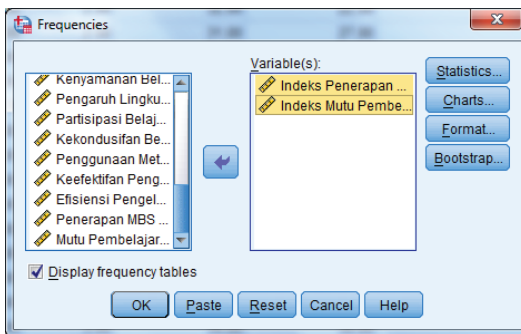 Frequencies
Variable(s):
Kenyamanan Bel...
Pengaruh Lingku...
Partisipasi Belaj...
Kekondusifan Be...
Penggunaan Met...
Keefektifan Peng...
Efisiensi Pengel...
Penerapan MBS ...
Mutu Pembelajar...
Indeks Penerapan ...
Indeks Mutu Pembe...
Statistics...
Charts...
Format...
Bootstrap...
Display frequency tables
OK Paste Reset Cancel Help